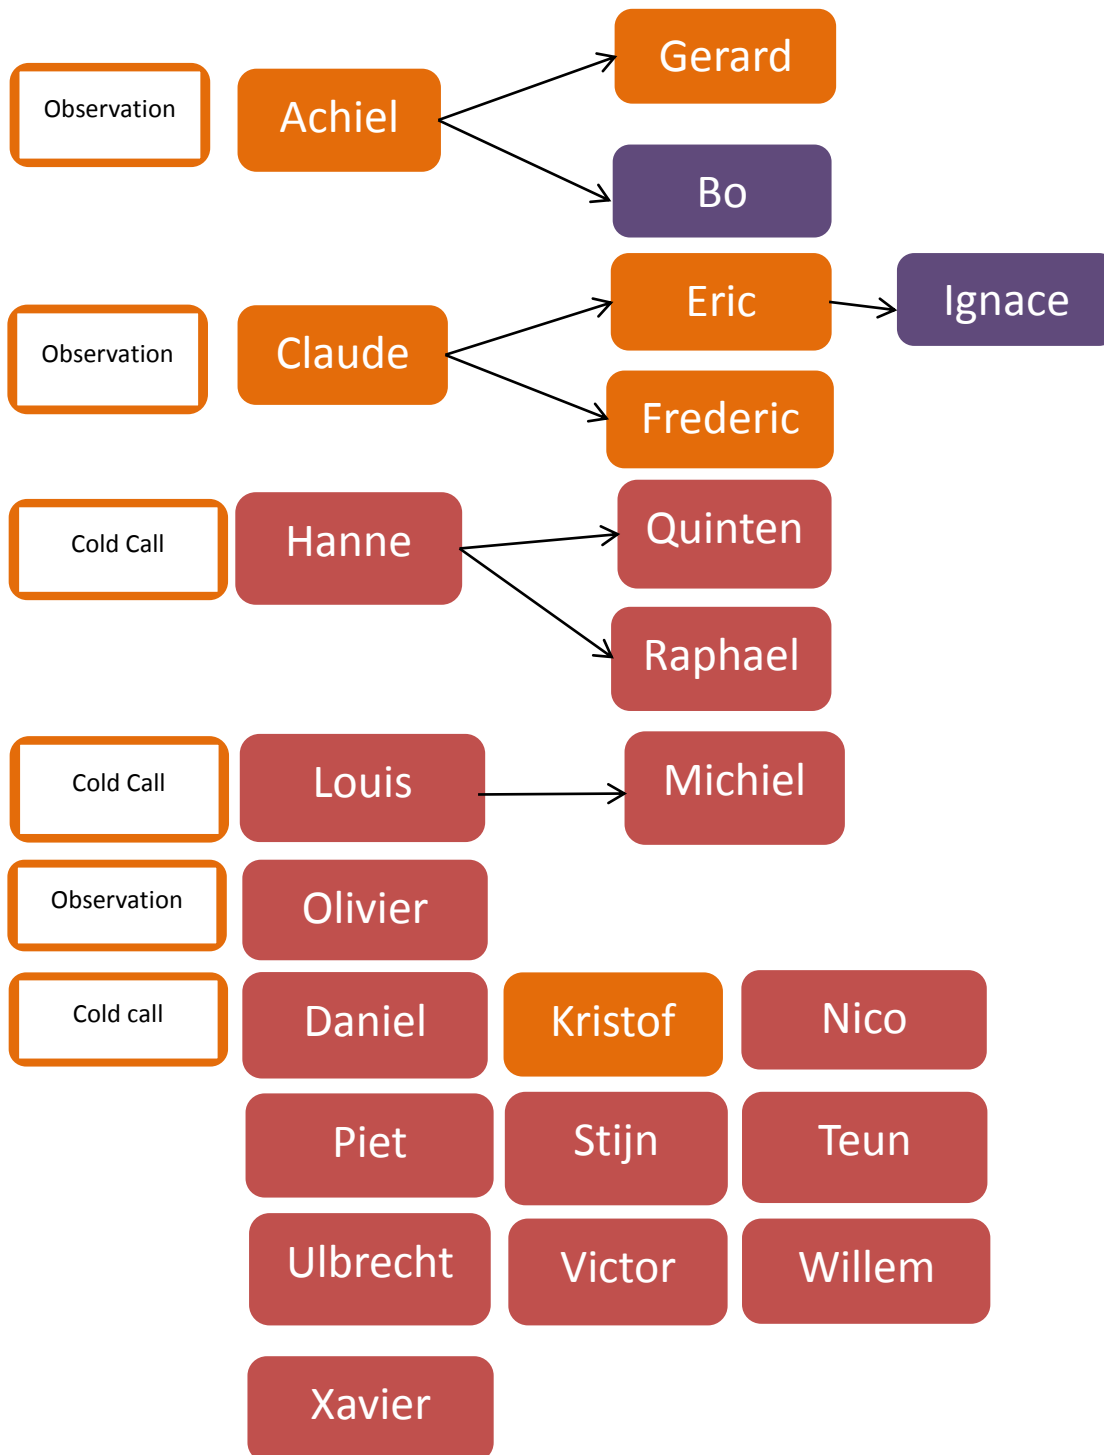 Observation
Achiel
Gerard
Bo
Observation
Claude
Eric
Ignace
Frederic
Cold Call
Hanne
Quinten
Raphael
Cold Call
Louis
Michiel
Observation
Olivier
Cold call
Daniel
Kristof
Nico
Piet
Stijn
Teun
Ulbrecht
Victor
Willem
Xavier